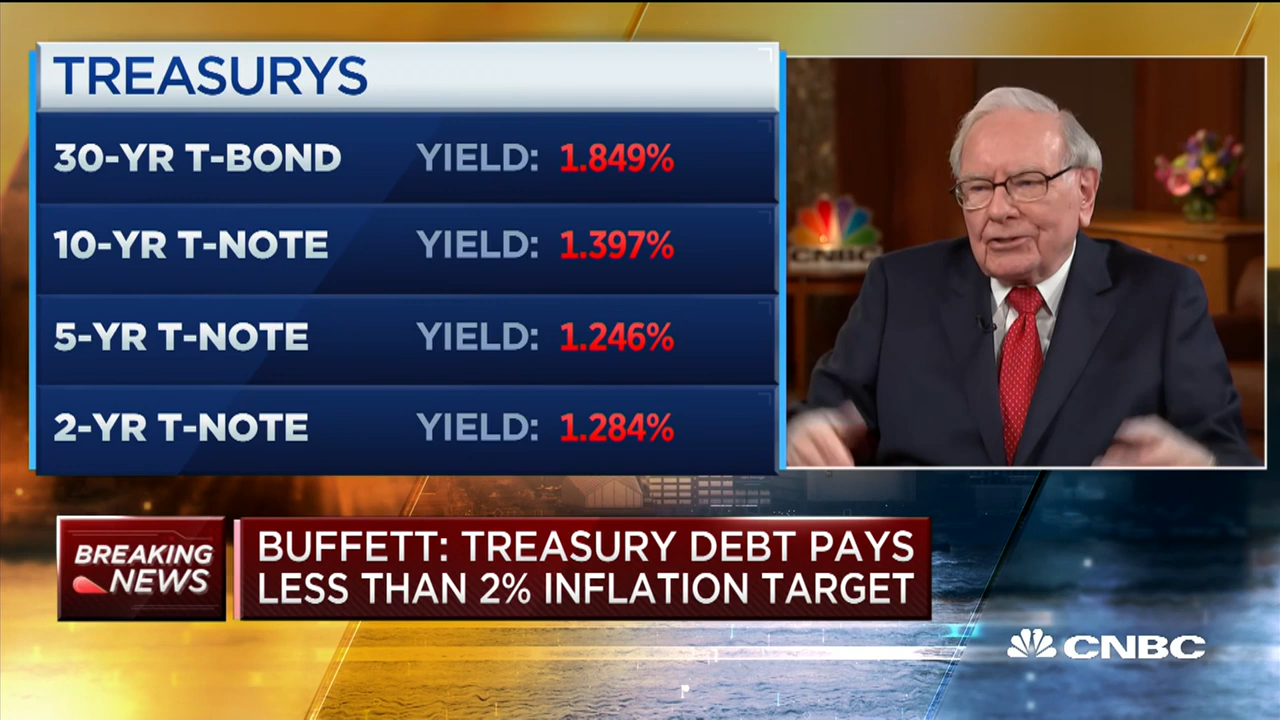 TREASURYS
30-YR T-BOND YIELD: 1.849%
10-YR T-NOTE YIELD: 1.397%
5-YR T-NOTE YIELD: 1.246%
2-YR T-NOTE YIELD: 1.284%
CNBC
BREAKING NEWS
BUFFETT: TREASURY DEBT PAYS
LESS THAN 2% INFLATION TARGET
CNBC